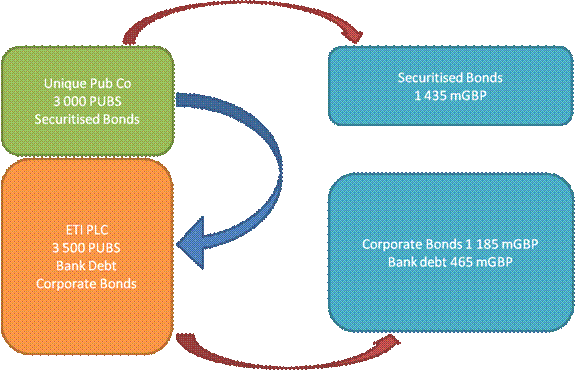 Unique Pub Co
3 000 PUBS
Securitised Bonds
Securitised Bonds
1 435 mGBP
ETI PLC
3 500 PUBS
Bank Debt
Corporate Bonds
Corporate Bonds 1 185 mGBP
Bank debt 465 mGBP